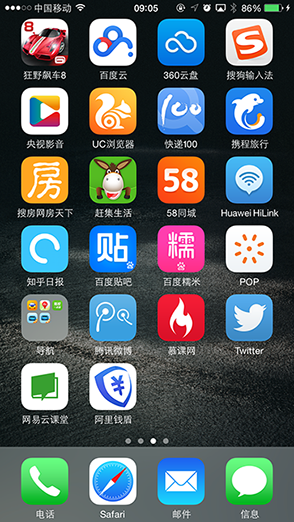 中国移动
09:05
86%
8
狂野飙车8
百度云
360云盘
S
搜狗输入法
央视影音
UC浏览器
100
快递100
携程旅行
房
搜房网房天下
赶集生活
58
58同城
Huawei HiLink
知乎日报
贴
百度贴吧
糯
百度糯米
POP
导航
腾讯微博
慕课网
Twitter
网易云课堂
阿里钱盾
电话
Safari
邮件
信息